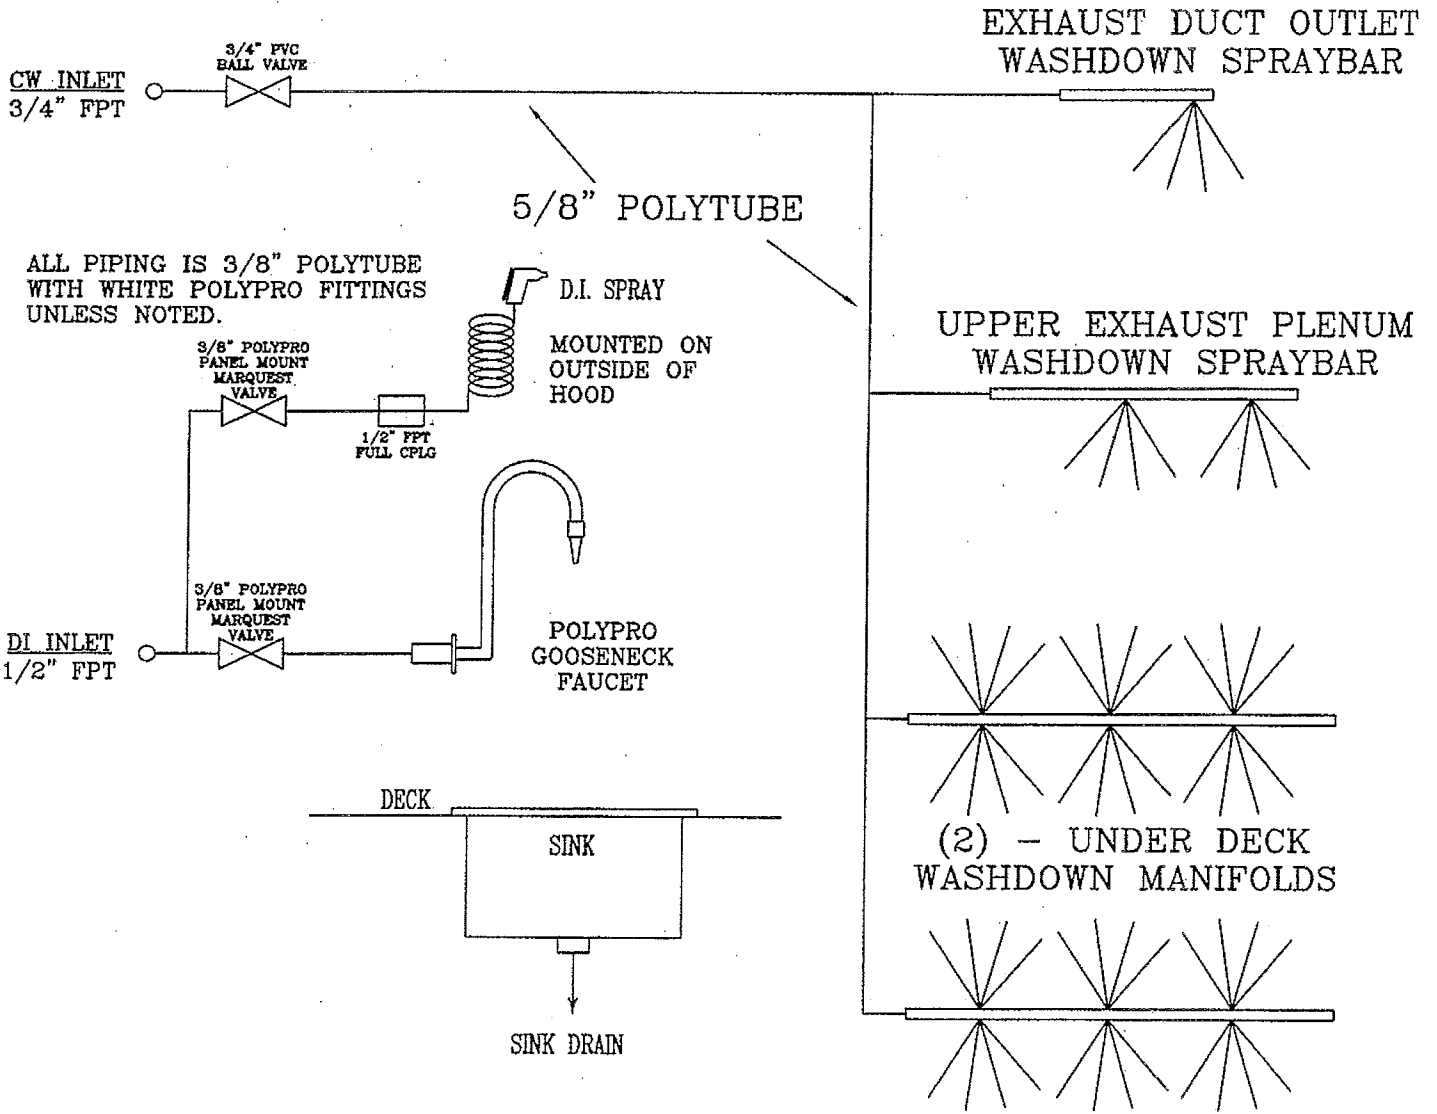 EXHAUST DUCT OUTLET
WASHDOWN SPRAYBAR
3/4" PVC
BALL VALVE
CW INLET
3/4" FPT
5/8" POLYTUBE
ALL PIPING IS 3/8" POLYTUBE
WITH WHITE POLYPRO FITTINGS
UNLESS NOTED.
D.I. SPRAY
MOUNTED ON
OUTSIDE OF
HOOD
3/8" POLYPRO
PANEL MOUNT
MARQUEST
VALVE
1/2" FPT
FULL CPLG
UPPER EXHAUST PLENUM
WASHDOWN SPRAYBAR
3/8" POLYPRO
PANEL MOUNT
MARQUEST
VALVE
DI INLET
1/2" FPT
POLYPRO
GOOSENECK
FAUCET
DECK
SINK
SINK DRAIN
(2) - UNDER DECK
WASHDOWN MANIFOLDS